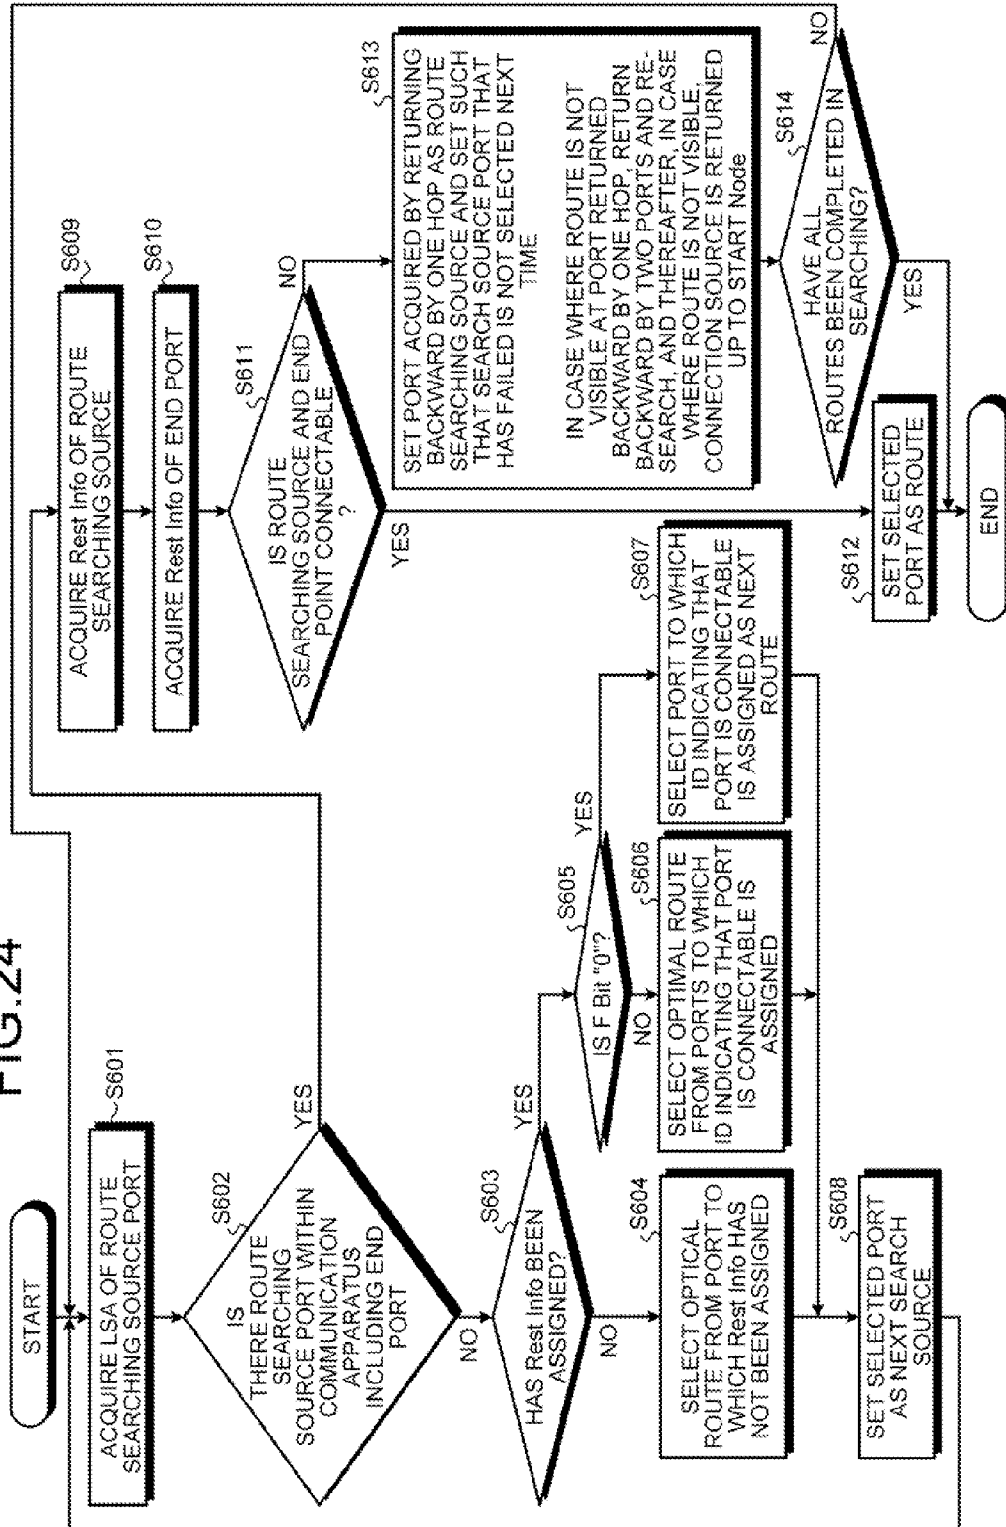 FIG.24
START
ACQUIRE LSA OF ROUTE
SEARCHING SOURCE PORT
S601
IS
THERE ROUTE
SEARCHING
SOURCE PORT WITHIN
COMMUNICATION
APPARATUS
INCLUDING END
PORT
S602
YES
NO
HAS Rest Info BEEN
ASSIGNED?
S603
YES
NO
SELECT OPTICAL
ROUTE FROM PORT TO
WHICH Rest Info HAS
NOT BEEN ASSIGNED
S604
IS F Bit "0"?
S605
YES
NO
SELECT OPTIMAL ROUTE
FROM PORTS TO WHICH
ID INDICATING THAT PORT
IS CONNECTABLE IS
ASSIGNED
S606
SELECT PORT TO WHICH
ID INDICATING THAT
PORT IS CONNECTABLE
IS ASSIGNED AS NEXT
ROUTE
S607
SET SELECTED PORT
AS NEXT SEARCH
SOURCE
S608
ACQUIRE Rest Info OF ROUTE
SEARCHING SOURCE
S609
ACQUIRE Rest Info OF END PORT
S610
IS ROUTE
SEARCHING SOURCE AND END
POINT CONNECTABLE
?
S611
NO
YES
SET SELECTED
PORT AS ROUTE
S612
SET PORT ACQUIRED BY RETURNING
BACKWARD BY ONE HOP AS ROUTE
SEARCHING SOURCE AND SET SUCH
THAT SEARCH SOURCE PORT THAT
HAS FAILED IS NOT SELECTED NEXT
TIME
IN CASE WHERE ROUTE IS NOT
VISIBLE AT PORT RETURNED
BACKWARD BY ONE HOP, RETURN
BACKWARD BY TWO PORTS AND RE-
SEARCH, AND THEREAFTER, IN CASE
WHERE ROUTE IS NOT VISIBLE,
CONNECTION SOURCE IS RETURNED
UP TO START Node
S613
HAVE ALL
ROUTES BEEN COMPLETED IN
SEARCHING?
S614
NO
YES
END